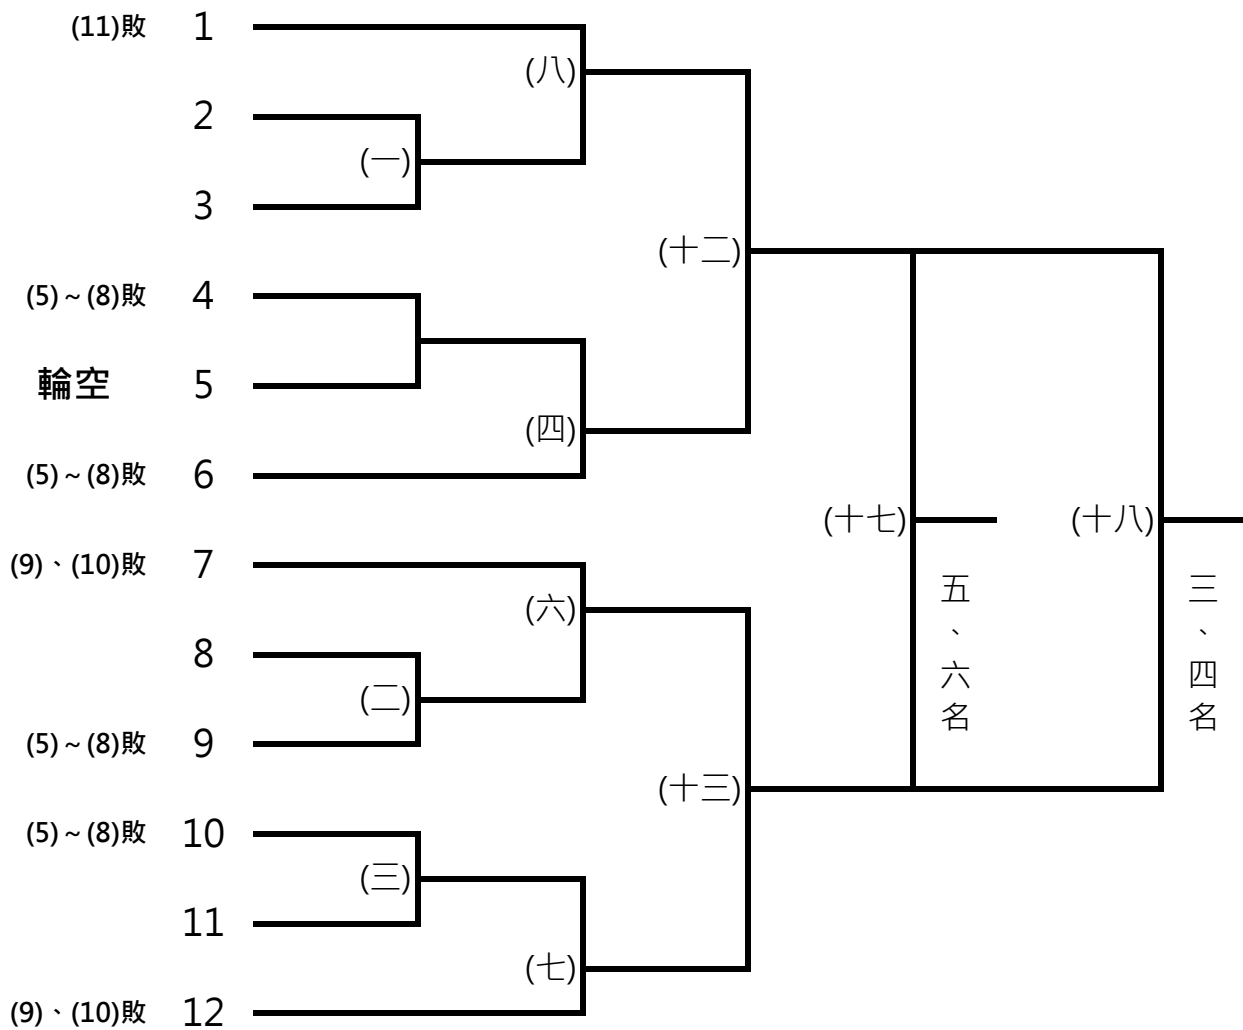 (11)敗 1
(八)
2
(一)
3
(十二)
(5)~(8)敗 4
輪空 5
(四)
(5)~(8)敗 6
(十七)
(十八)
(9)、(10)敗 7
五、六名
三、四名
(六)
8
(二)
(5)~(8)敗 9
(十三)
(5)~(8)敗 10
(三)
11
(七)
(9)、(10)敗 12